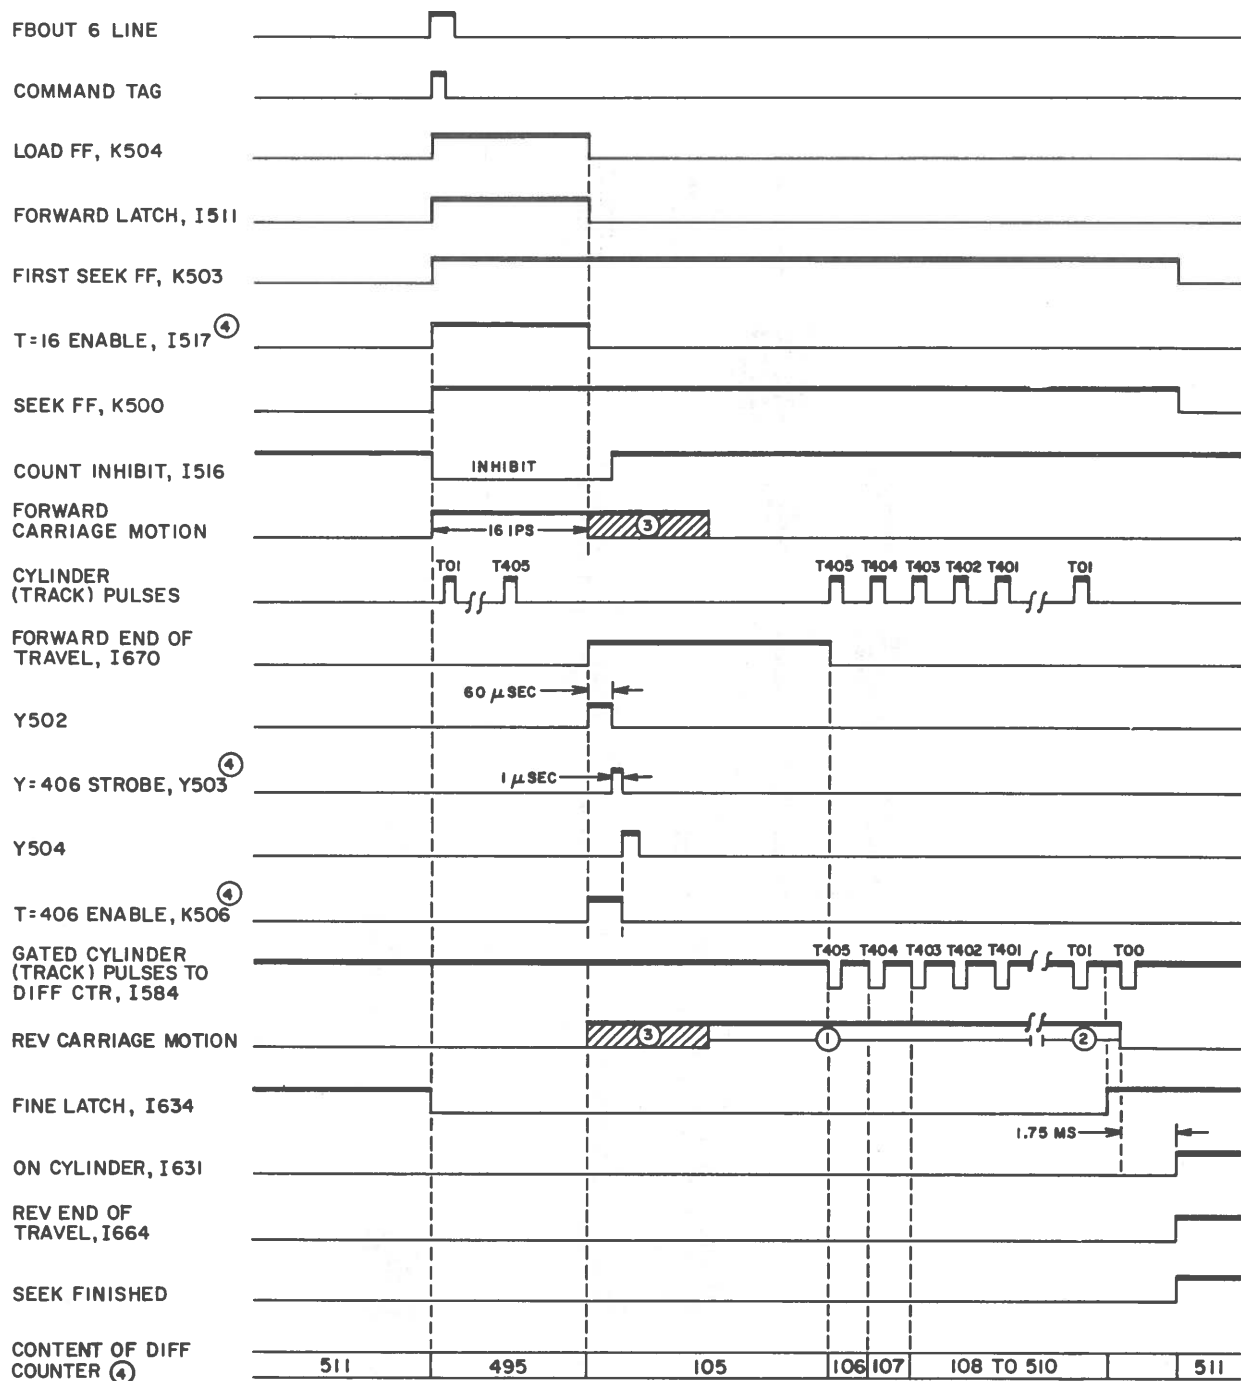 FBOUT 6 LINE
COMMAND TAG
LOAD FF, K504
FORWARD LATCH, I511
FIRST SEEK FF, K503
T=16 ENABLE, I517 ④
SEEK FF, K500
COUNT INHIBIT, I516
INHIBIT
FORWARD
CARRIAGE MOTION
16 IPS
③
CYLINDER
(TRACK) PULSES
T01 T405 T405 T404 T403 T402 T401 T01
FORWARD END OF
TRAVEL, I670
60 μSEC
Y502
Y=406 STROBE, Y503 ④
1 μSEC
Y504
T=406 ENABLE, K506 ④
GATED CYLINDER
(TRACK) PULSES TO
DIFF CTR, I584
T405 T404 T403 T402 T401 T01 T00
REV CARRIAGE MOTION
③ ① ②
FINE LATCH, I634
1.75 MS
ON CYLINDER, I631
REV END OF
TRAVEL, I664
SEEK FINISHED
CONTENT OF DIFF
COUNTER ④
511 495 105 106 107 108 TO 510 511